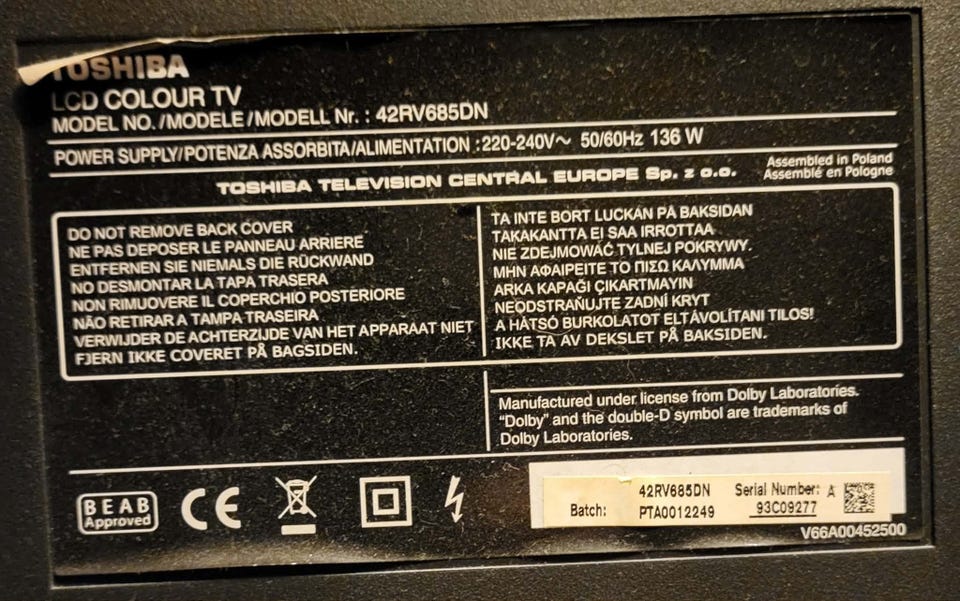 TOSHIBA
LCD COLOUR TV
MODEL NO./MODELE/MODELL Nr. : 42RV685DN
POWER SUPPLY/POTENZA ASSORBITA/ALIMENTATION : 220-240V～ 50/60Hz 136 W
TOSHIBA TELEVISION CENTRAL EUROPE Sp. z o.o.
Assembled in Poland
Assemblé en Pologne
DO NOT REMOVE BACK COVER
NE PAS DEPOSER LE PANNEAU ARRIERE
ENTFERNEN SIE NIEMALS DIE RÜCKWAND
NO DESMONTAR LA TAPA TRASERA
NON RIMUOVERE IL COPERCHIO POSTERIORE
NÃO RETIRAR A TAMPA TRASEIRA
VERWIJDER DE ACHTERZIJDE VAN HET APPARAAT NIET
FJERN IKKE COVERET PÅ BAGSIDEN.
TA INTE BORT LUCKAN PÅ BAKSIDAN
TAKAKANTTA EI SAA IRROTTAA
NIE ZDEJMOWAĆ TYLNEJ POKRYWY.
ΜΗΝ ΑΦΑΙΡΕΙΤΕ ΤΟ ΠΙΣΩ ΚΑΛΥΜΜΑ
ARKA KAPAĞI ÇIKARTMAYIN
NEODSTRAŇUJTE ZADNÍ KRYT
A HÁTSÓ BURKOLATOT ELTÁVOLÍTANI TILOS!
IKKE TA AV DEKSLET PÅ BAKSIDEN.
Manufactured under license from Dolby Laboratories.
“Dolby” and the double-D symbol are trademarks of
Dolby Laboratories.
BEAB
Approved
CE
42RV685DN Serial Number: A
Batch: PTA0012249 93C09277
V66A00452500